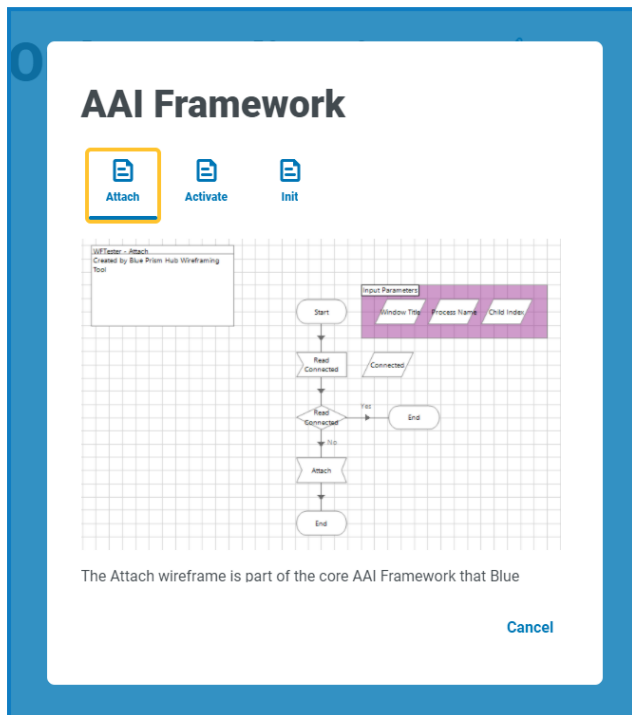 AAI Framework
Attach
Activate
Init
WFTester - Attach
Created by Blue Prism Hub Wireframing
Tool
Input Parameters
Start
Window Title
Process Name
Child Index
Read
Connected
Connected
Read
Connected
Yes
End
No
Attach
End
The Attach wireframe is part of the core AAI Framework that Blue
Cancel